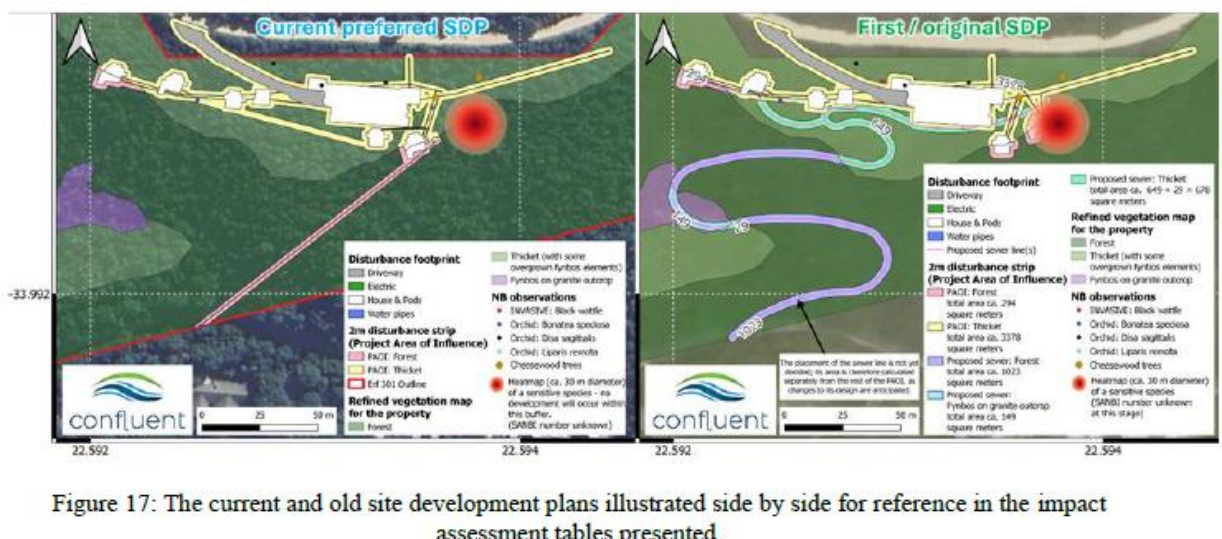 Current preferred SDP
Disturbance footprint
Driveway
Electric
House & Pods
Water pipes
2m disturbance strip
(Project Area of Influence)
PAOI: Forest
PAOI: Thicket
Erf 301 Outline
Refined vegetation map
for the property
Forest
Thicket (with some
overgrown fynbos elements)
Fynbos on granite outcrop
NB observations
INVASIVE: Black wattle
Orchid: Bonatea speciosa
Orchid: Disa sagittalis
Orchid: Liparis remota
Cheesewood trees
Heatmap (ca. 30 m diameter)
of a sensitive species - no
development will occur within
this buffer.
(SANBI number unknown)
confluent
0 25 50 m
-33.992
22.592
22.594
First / original SDP
294
3378
649
149
29
1023
The placement of the sewer line is not yet
decided; its area is therefore calculated
separately from the rest of the PAOI, as
changes to its design are anticipated.
Disturbance footprint
Driveway
Electric
House & Pods
Water pipes
Proposed sewer line(s)
2m disturbance strip
(Project Area of Influence)
PAOI: Forest
total area ca. 294
square meters
PAOI: Thicket
total area ca. 3378
square meters
Proposed sewer: Forest
total area ca. 1023
square meters
Proposed sewer:
Fynbos on granite outcrop
total area ca. 149
square meters
Proposed sewer: Thicket
total area ca. 649 + 29 = 678
square meters
Refined vegetation map
for the property
Forest
Thicket (with some
overgrown fynbos elements)
Fynbos on granite outcrop
NB observations
INVASIVE: Black wattle
Orchid: Bonatea speciosa
Orchid: Disa sagittalis
Orchid: Liparis remota
Cheesewood trees
Heatmap (ca. 30 m diameter)
of a sensitive species
(SANBI number unknown
at this stage)
confluent
0 25 50 m
22.592
22.594
Figure 17: The current and old site development plans illustrated side by side for reference in the impact
assessment tables presented